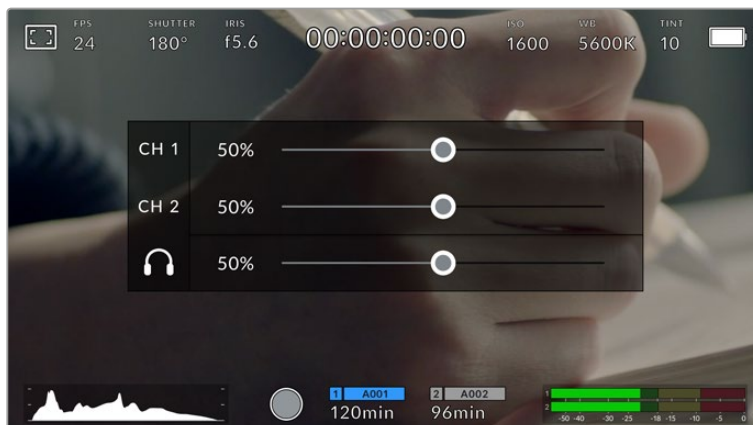 FPS SHUTTER IRIS ISO WB TINT
24 180° f5.6 00:00:00:00 1600 5600K 10
CH 1 50%
CH 2 50%
50%
1 A001 2 A002
120min 96min
1
2
-50 -40 -30 -25 -18 -15 -10 -5 0